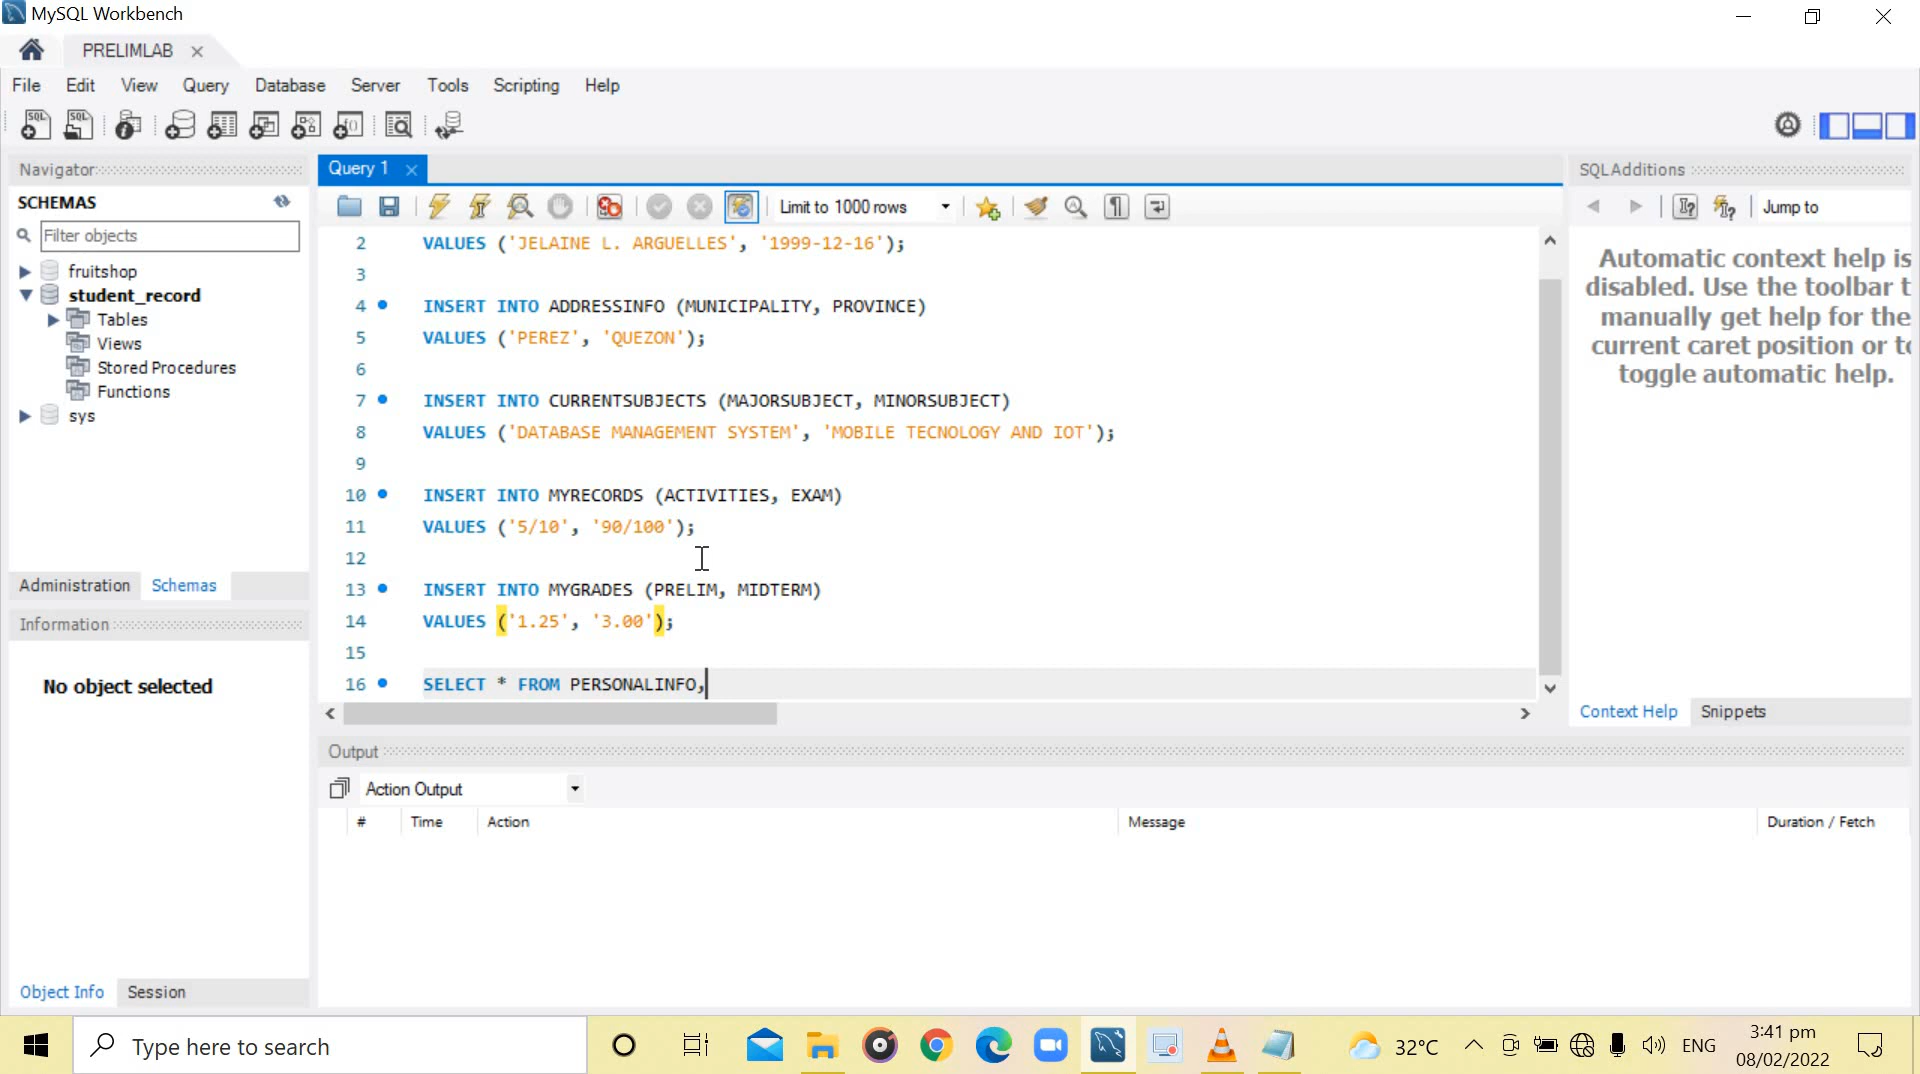 MySQL Workbench
PRELIMLAB
File Edit View Query Database Server Tools Scripting Help
Navigator
SCHEMAS
Filter objects
fruitshop
student_record
Tables
Views
Stored Procedures
Functions
sys
Administration Schemas
Information
No object selected
Object Info Session
Query 1
Limit to 1000 rows
2 VALUES ('JELAINE L. ARGUELLES', '1999-12-16');
3
4 INSERT INTO ADDRESSINFO (MUNICIPALITY, PROVINCE)
5 VALUES ('PEREZ', 'QUEZON');
6
7 INSERT INTO CURRENTSUBJECTS (MAJORSUBJECT, MINORSUBJECT)
8 VALUES ('DATABASE MANAGEMENT SYSTEM', 'MOBILE TECNOLOGY AND IOT');
9
10 INSERT INTO MYRECORDS (ACTIVITIES, EXAM)
11 VALUES ('5/10', '90/100');
12
13 INSERT INTO MYGRADES (PRELIM, MIDTERM)
14 VALUES ('1.25', '3.00');
15
16 SELECT * FROM PERSONALINFO,
SQLAdditions
Jump to
Automatic context help is
disabled. Use the toolbar t
manually get help for the
current caret position or to
toggle automatic help.
Context Help Snippets
Output
Action Output
# Time Action Message Duration / Fetch
Type here to search
32°C ENG
3:41 pm
08/02/2022